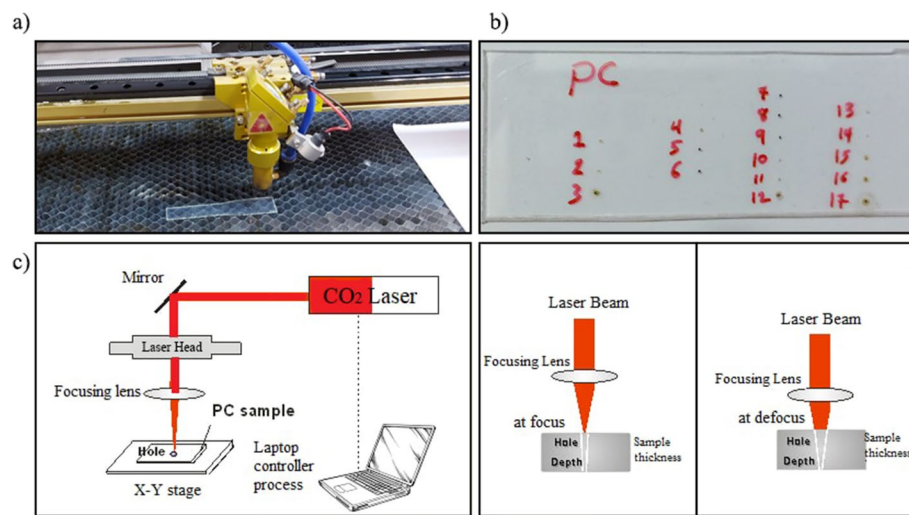 a)
b)
PC
1
2
3
4
5
6
7
8
9
10
11
12
13
14
15
16
17
c)
Mirror
CO2 Laser
Laser Head
Focusing lens
PC sample
Hole
X-Y stage
Laptop
controller
process
Laser Beam
Focusing Lens
at focus
Hole
Depth
Sample
thickness
Laser Beam
Focusing Lens
at defocus
Hole
Depth
Sample
thickness